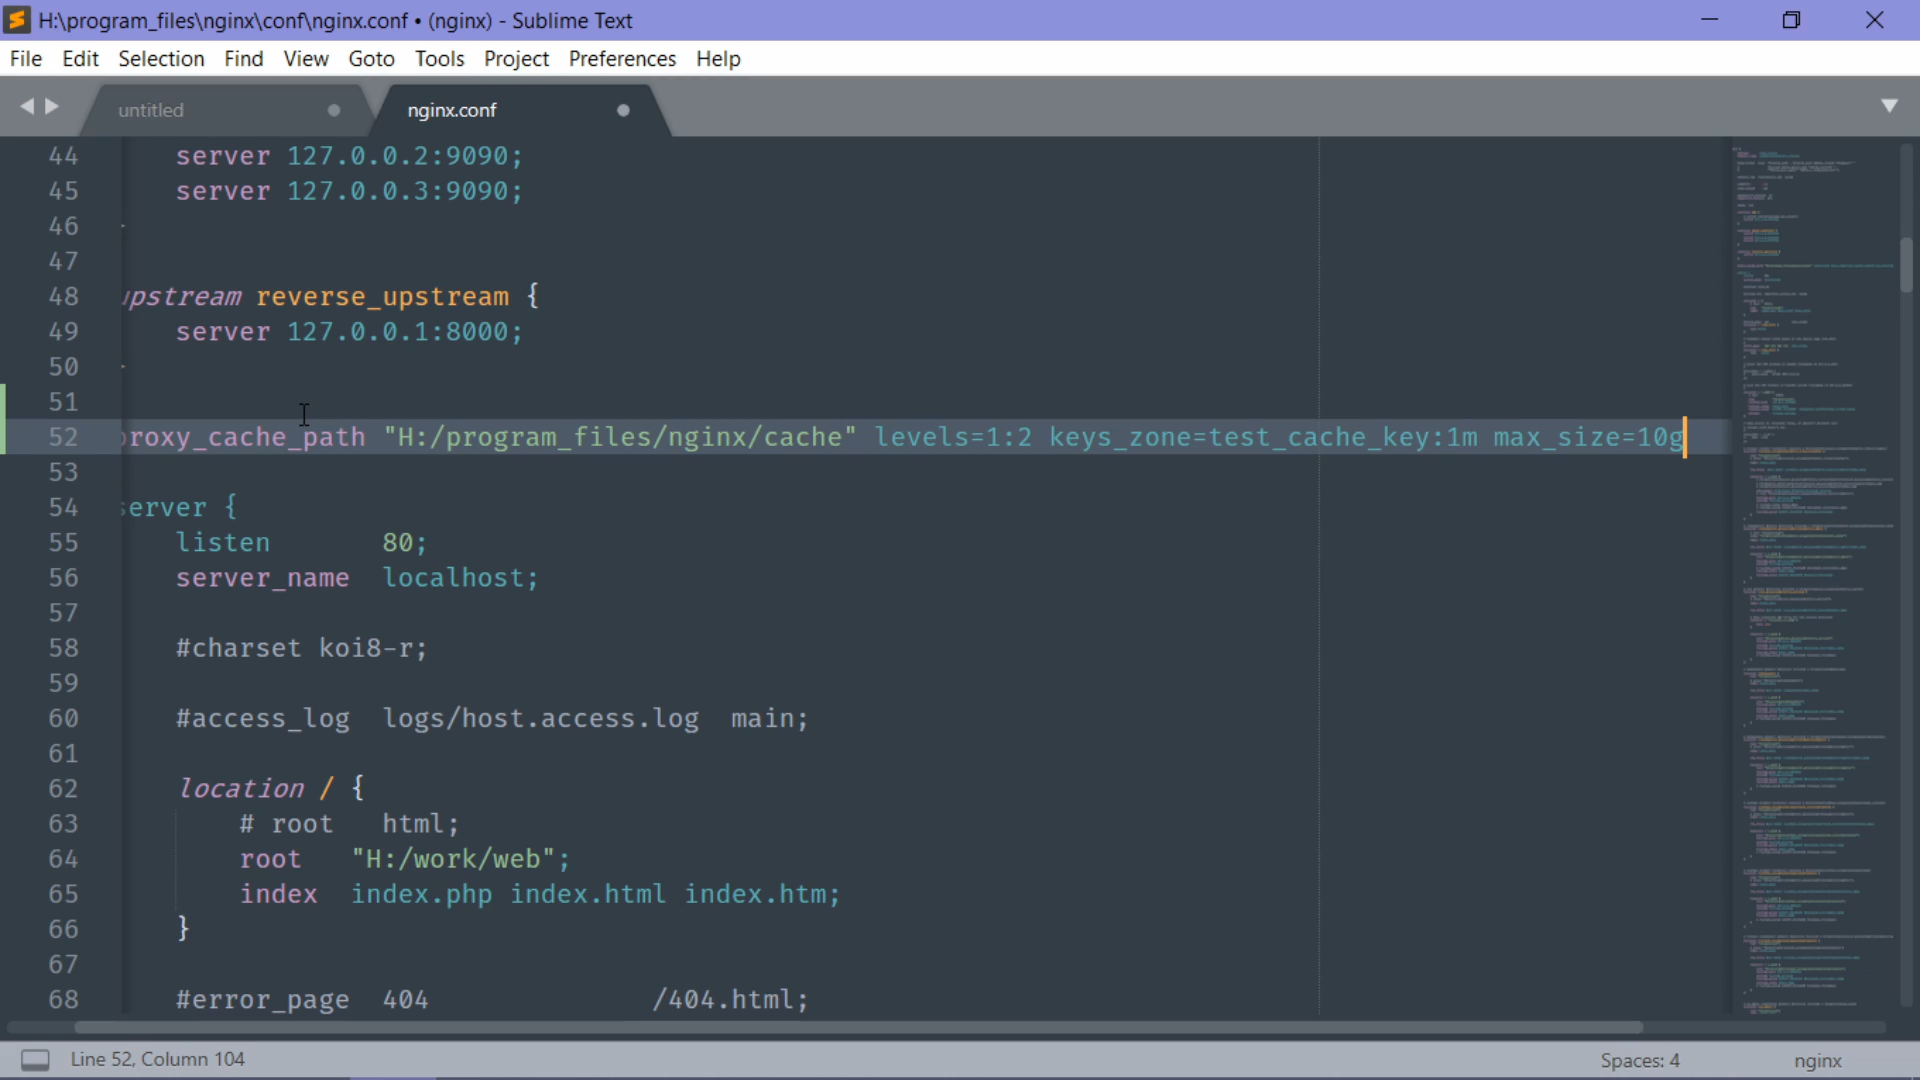 H:\program_files\nginx\conf\nginx.conf • (nginx) - Sublime Text
File Edit Selection Find View Goto Tools Project Preferences Help
untitled nginx.conf
44 server 127.0.0.2:9090;
45 server 127.0.0.3:9090;
46
47
48 upstream reverse_upstream {
49 server 127.0.0.1:8000;
50
51
52 proxy_cache_path "H:/program_files/nginx/cache" levels=1:2 keys_zone=test_cache_key:1m max_size=10g
53
54 server {
55 listen 80;
56 server_name localhost;
57
58 #charset koi8-r;
59
60 #access_log logs/host.access.log main;
61
62 location / {
63 # root html;
64 root "H:/work/web";
65 index index.php index.html index.htm;
66 }
67
68 #error_page 404 /404.html;
Line 52, Column 104 Spaces: 4 nginx